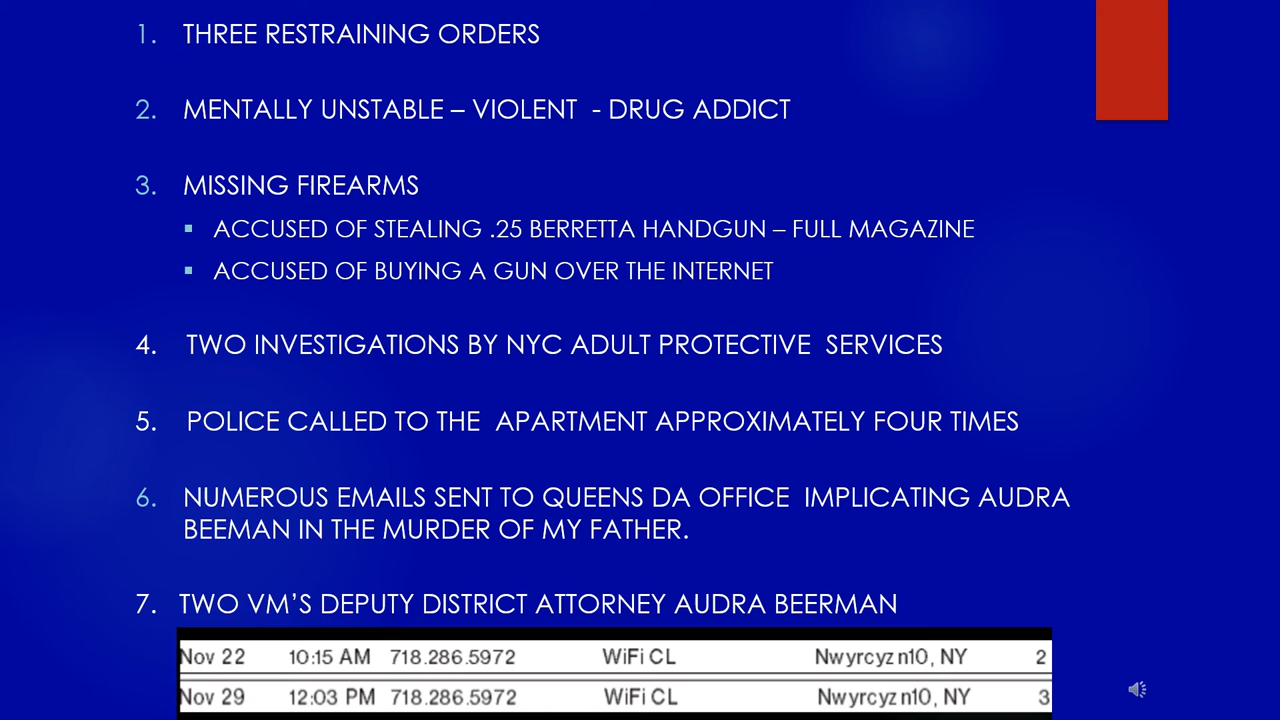 1. THREE RESTRAINING ORDERS
2. MENTALLY UNSTABLE – VIOLENT - DRUG ADDICT
3. MISSING FIREARMS
▪ ACCUSED OF STEALING .25 BERRETTA HANDGUN – FULL MAGAZINE
▪ ACCUSED OF BUYING A GUN OVER THE INTERNET
4. TWO INVESTIGATIONS BY NYC ADULT PROTECTIVE SERVICES
5. POLICE CALLED TO THE APARTMENT APPROXIMATELY FOUR TIMES
6. NUMEROUS EMAILS SENT TO QUEENS DA OFFICE IMPLICATING AUDRA
BEEMAN IN THE MURDER OF MY FATHER.
7. TWO VM’S DEPUTY DISTRICT ATTORNEY AUDRA BEERMAN
Nov 22 10:15 AM 718.286.5972 WiFi CL Nwyrcyzn10, NY 2
Nov 29 12:03 PM 718.286.5972 WiFi CL Nwyrcyzn10, NY 3